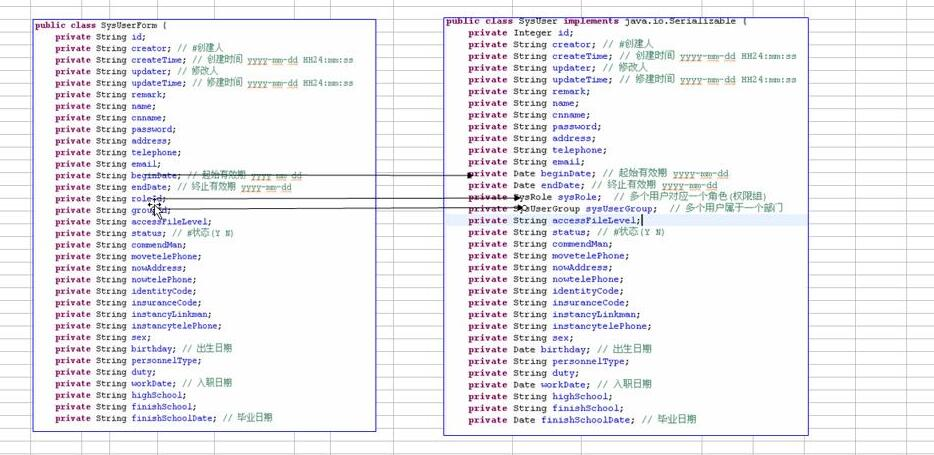 public class SysUserForm {
private String id;
private String creator; // #创建人
private String createTime; // 创建时间 yyyy-mm-dd HH24:mm:ss
private String updater; // 修改人
private String updateTime; // 修建时间 yyyy-mm-dd HH24:mm:ss
private String remark;
private String name;
private String cnname;
private String password;
private String address;
private String telephone;
private String email;
private String beginDate; // 起始有效期 yyyy-mm-dd
private String endDate; // 终止有效期 yyyy-mm-dd
private String roleId;
private String groupId;
private String accessFileLevel;
private String status; // #状态(Y N)
private String commendMan;
private String movetelePhone;
private String nowAddress;
private String nowtelePhone;
private String identityCode;
private String insuranceCode;
private String instancyLinkman;
private String instancytelePhone;
private String sex;
private String birthday; // 出生日期
private String personnelType;
private String duty;
private String workDate; // 入职日期
private String highSchool;
private String finishSchool;
private String finishSchoolDate; // 毕业日期
public class SysUser implements java.io.Serializable {
private Integer id;
private String creator; // #创建人
private String createTime; // 创建时间 yyyy-mm-dd HH24:mm:ss
private String updater; // 修改人
private String updateTime; // 修建时间 yyyy-mm-dd HH24:mm:ss
private String remark;
private String name;
private String cnname;
private String password;
private String address;
private String telephone;
private String email;
private Date beginDate; // 起始有效期 yyyy-mm-dd
private Date endDate; // 终止有效期 yyyy-mm-dd
private SysRole sysRole; // 多个用户对应一个角色(权限组)
private SysUserGroup sysUserGroup; // 多个用户属于一个部门
private String accessFileLevel;
private String status; // #状态(Y N)
private String commendMan;
private String movetelePhone;
private String nowAddress;
private String nowtelePhone;
private String identityCode;
private String insuranceCode;
private String instancyLinkman;
private String instancytelePhone;
private String sex;
private Date birthday; // 出生日期
private String personnelType;
private String duty;
private Date workDate; // 入职日期
private String highSchool;
private String finishSchool;
private Date finishSchoolDate; // 毕业日期